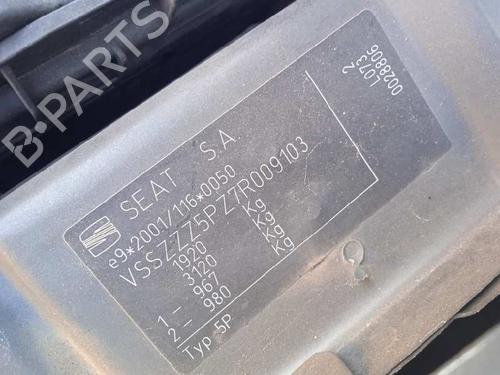 SEAT S.A.
e9*2001/116*0050
VSSZZZ5PZ7R009103
1920 Kg
3120 Kg
1– 967 Kg
2– 980 Kg
Typ 5P
L073 2
0028806
B-PARTS